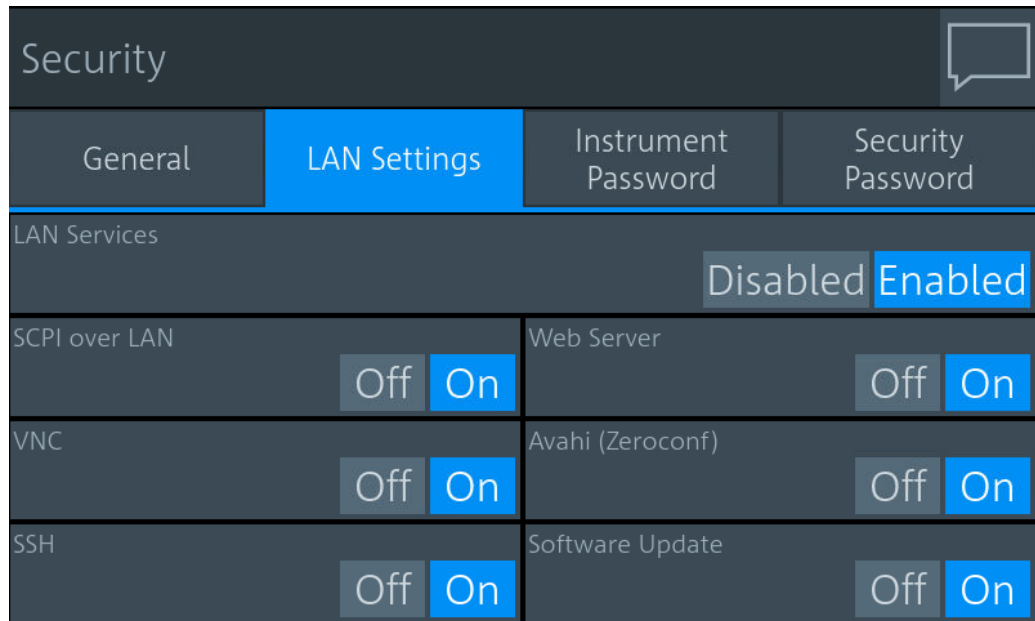 Security
General
LAN Settings
Instrument
Password
Security
Password
LAN Services
Disabled Enabled
SCPI over LAN
Off On
Web Server
Off On
VNC
Off On
Avahi (Zeroconf)
Off On
SSH
Off On
Software Update
Off On